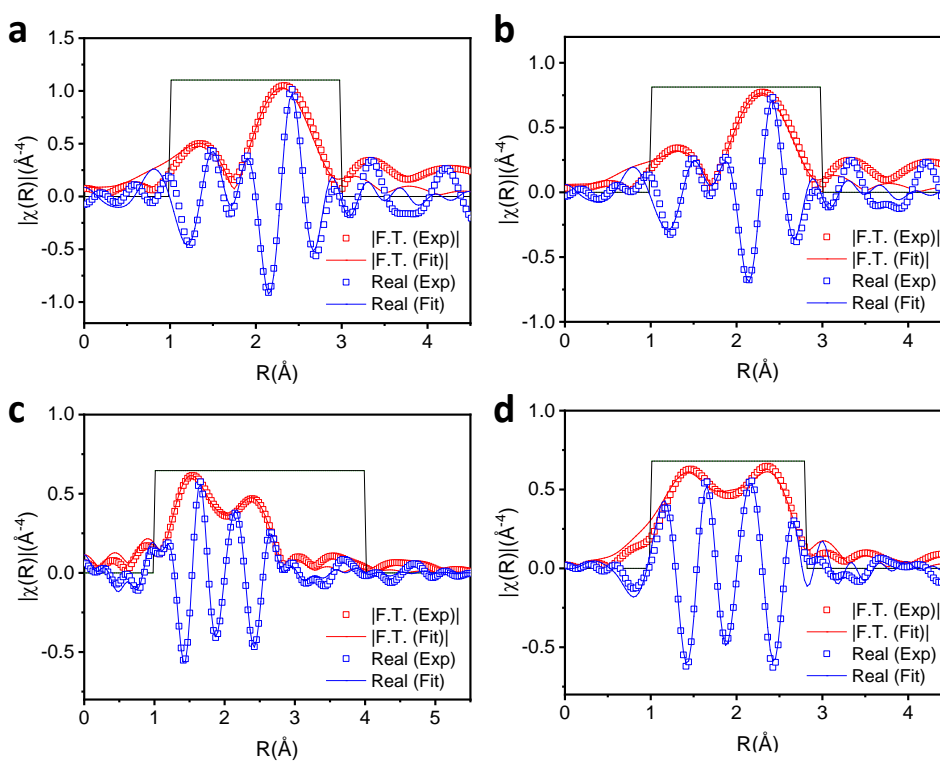 a
1.5
1.0
0.5
0.0
-0.5
-1.0
|χ(R)|(Å-4)
|F.T. (Exp)|
|F.T. (Fit)|
Real (Exp)
Real (Fit)
0 1 2 3 4
R(Å)
b
1.0
0.5
0.0
-0.5
-1.0
|χ(R)|(Å-4)
|F.T. (Exp)|
|F.T. (Fit)|
Real (Exp)
Real (Fit)
0 1 2 3 4
R(Å)
c
1.0
0.5
0.0
-0.5
|χ(R)|(Å-4)
|F.T. (Exp)|
|F.T. (Fit)|
Real (Exp)
Real (Fit)
0 1 2 3 4 5
R(Å)
d
1.0
0.5
0.0
-0.5
|χ(R)|(Å-4)
|F.T. (Exp)|
|F.T. (Fit)|
Real (Exp)
Real (Fit)
0 1 2 3 4
R(Å)